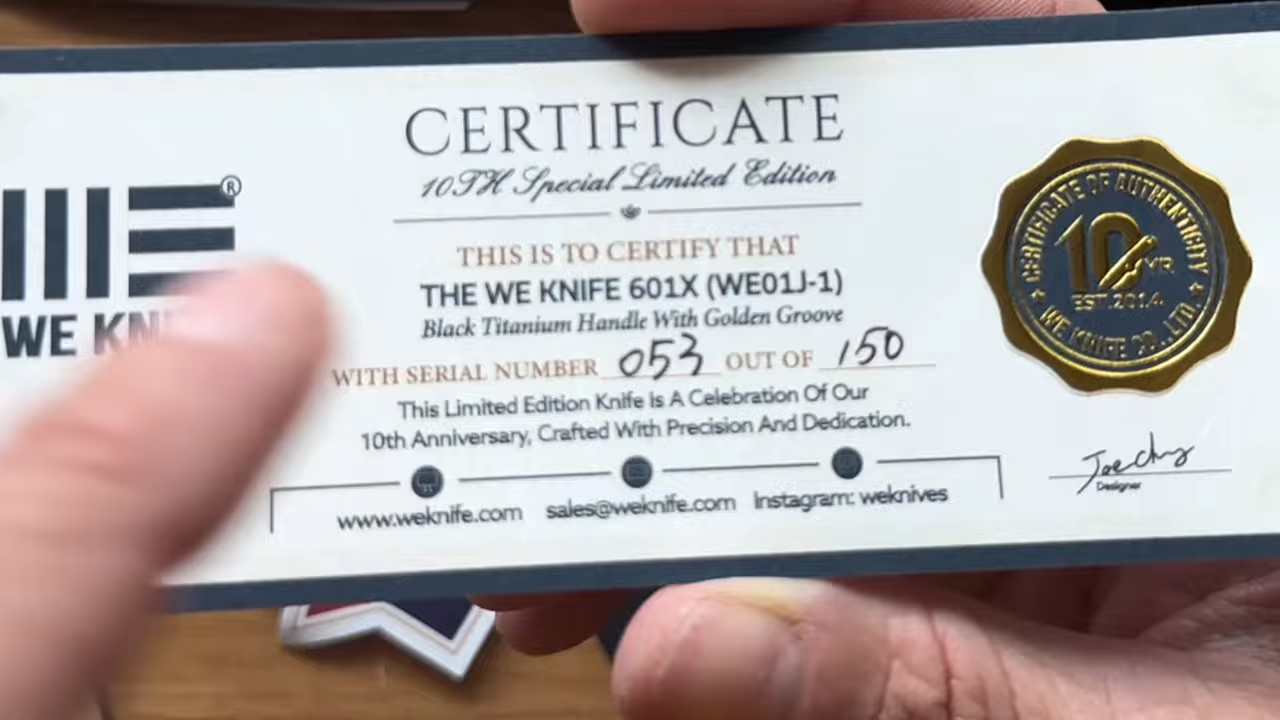 CERTIFICATE
10TH Special Limited Edition
THIS IS TO CERTIFY THAT
THE WE KNIFE 601X (WE01J-1)
Black Titanium Handle With Golden Groove
WITH SERIAL NUMBER 053 OUT OF 150
This Limited Edition Knife Is A Celebration Of Our
10th Anniversary, Crafted With Precision And Dedication.
www.weknife.com sales@weknife.com Instagram: weknives
WE ®
WE KN
CERTIFICATE OF AUTHENTICITY
10 YR
EST.2014
WE KNIFE CO.,LTD.
Designer